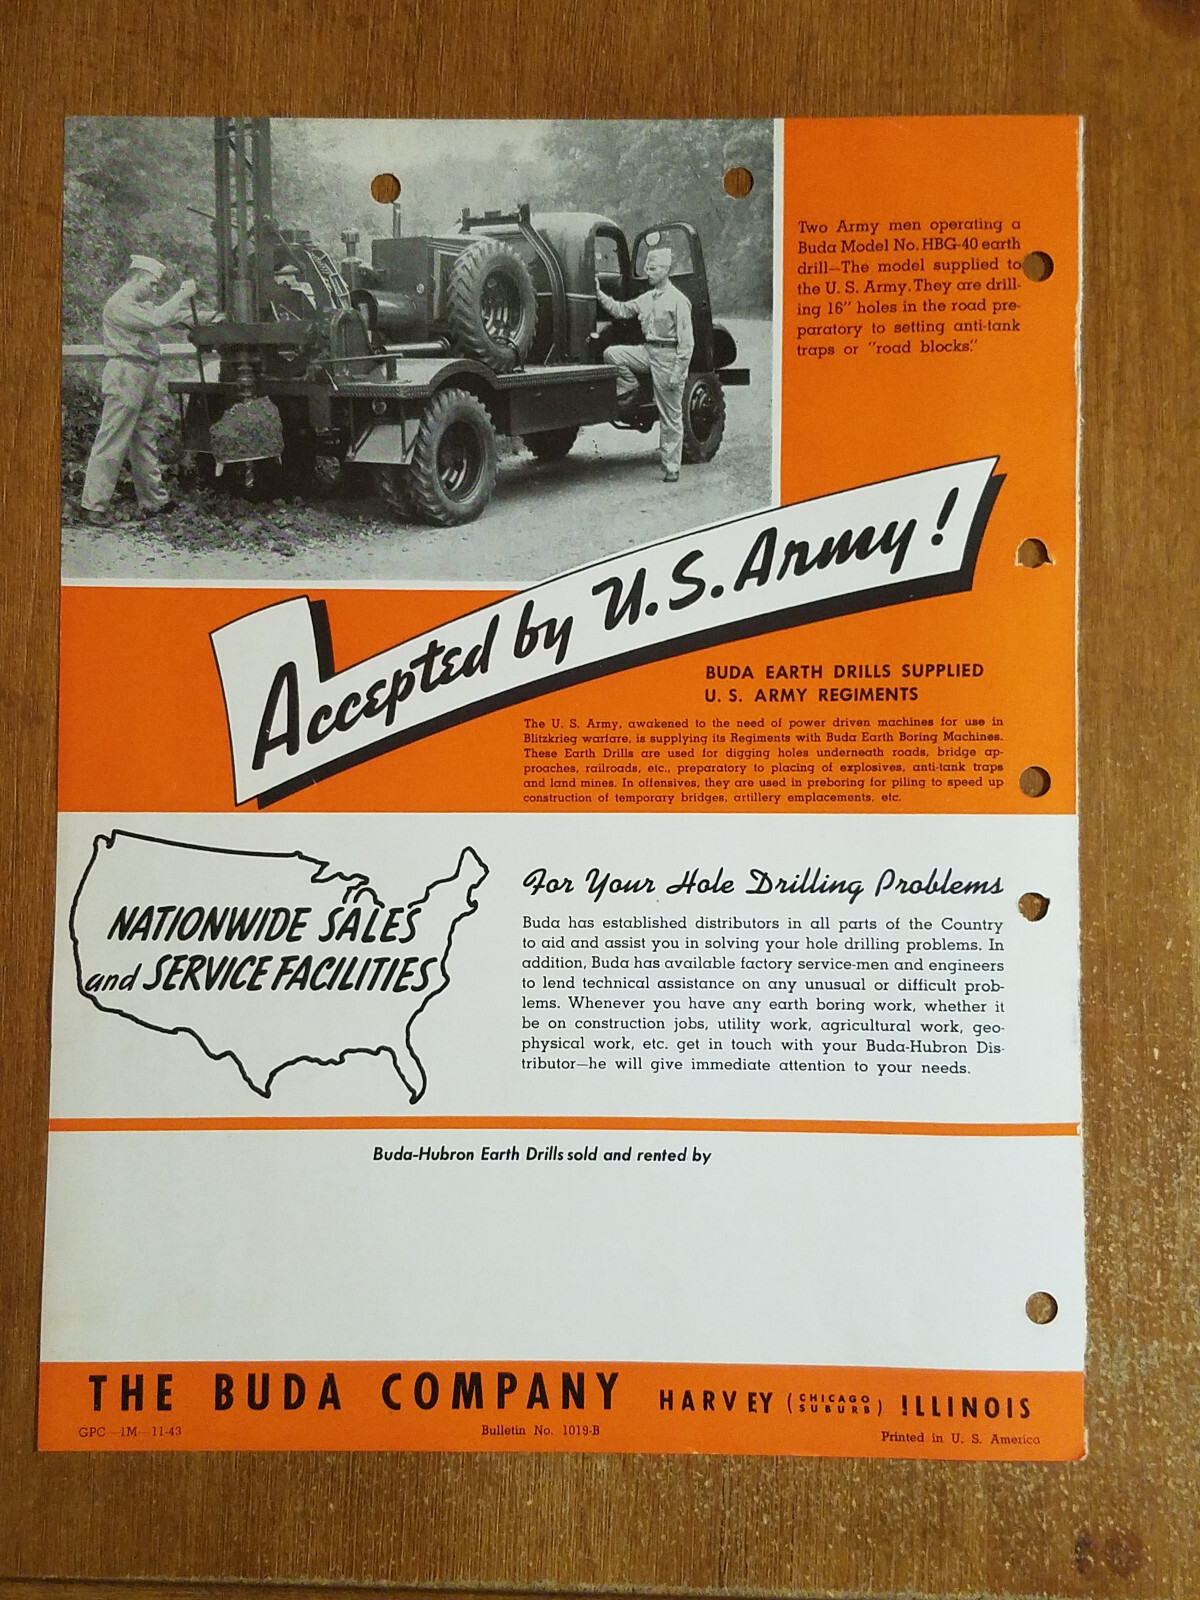 Two Army men operating a
Buda Model No. HBG-40 earth
drill—The model supplied to
the U. S. Army. They are drill-
ing 16" holes in the road pre-
paratory to setting anti-tank
traps or "road blocks."
Accepted by U.S. Army!
BUDA EARTH DRILLS SUPPLIED
U. S. ARMY REGIMENTS
The U. S. Army, awakened to the need of power driven machines for use in
Blitzkrieg warfare, is supplying its Regiments with Buda Earth Boring Machines.
These Earth Drills are used for digging holes underneath roads, bridge ap-
proaches, railroads, etc., preparatory to placing of explosives, anti-tank traps
and land mines. In offensives, they are used in preboring for piling to speed up
construction of temporary bridges, artillery emplacements, etc.
NATIONWIDE SALES
and SERVICE FACILITIES
For Your Hole Drilling Problems
Buda has established distributors in all parts of the Country
to aid and assist you in solving your hole drilling problems. In
addition, Buda has available factory service-men and engineers
to lend technical assistance on any unusual or difficult prob-
lems. Whenever you have any earth boring work, whether it
be on construction jobs, utility work, agricultural work, geo-
physical work, etc. get in touch with your Buda-Hubron Dis-
tributor—he will give immediate attention to your needs.
Buda-Hubron Earth Drills sold and rented by
THE BUDA COMPANY HARVEY (CHICAGO SUBURB) ILLINOIS
GPC—1M—11-43 Bulletin No. 1019-B Printed in U. S. America